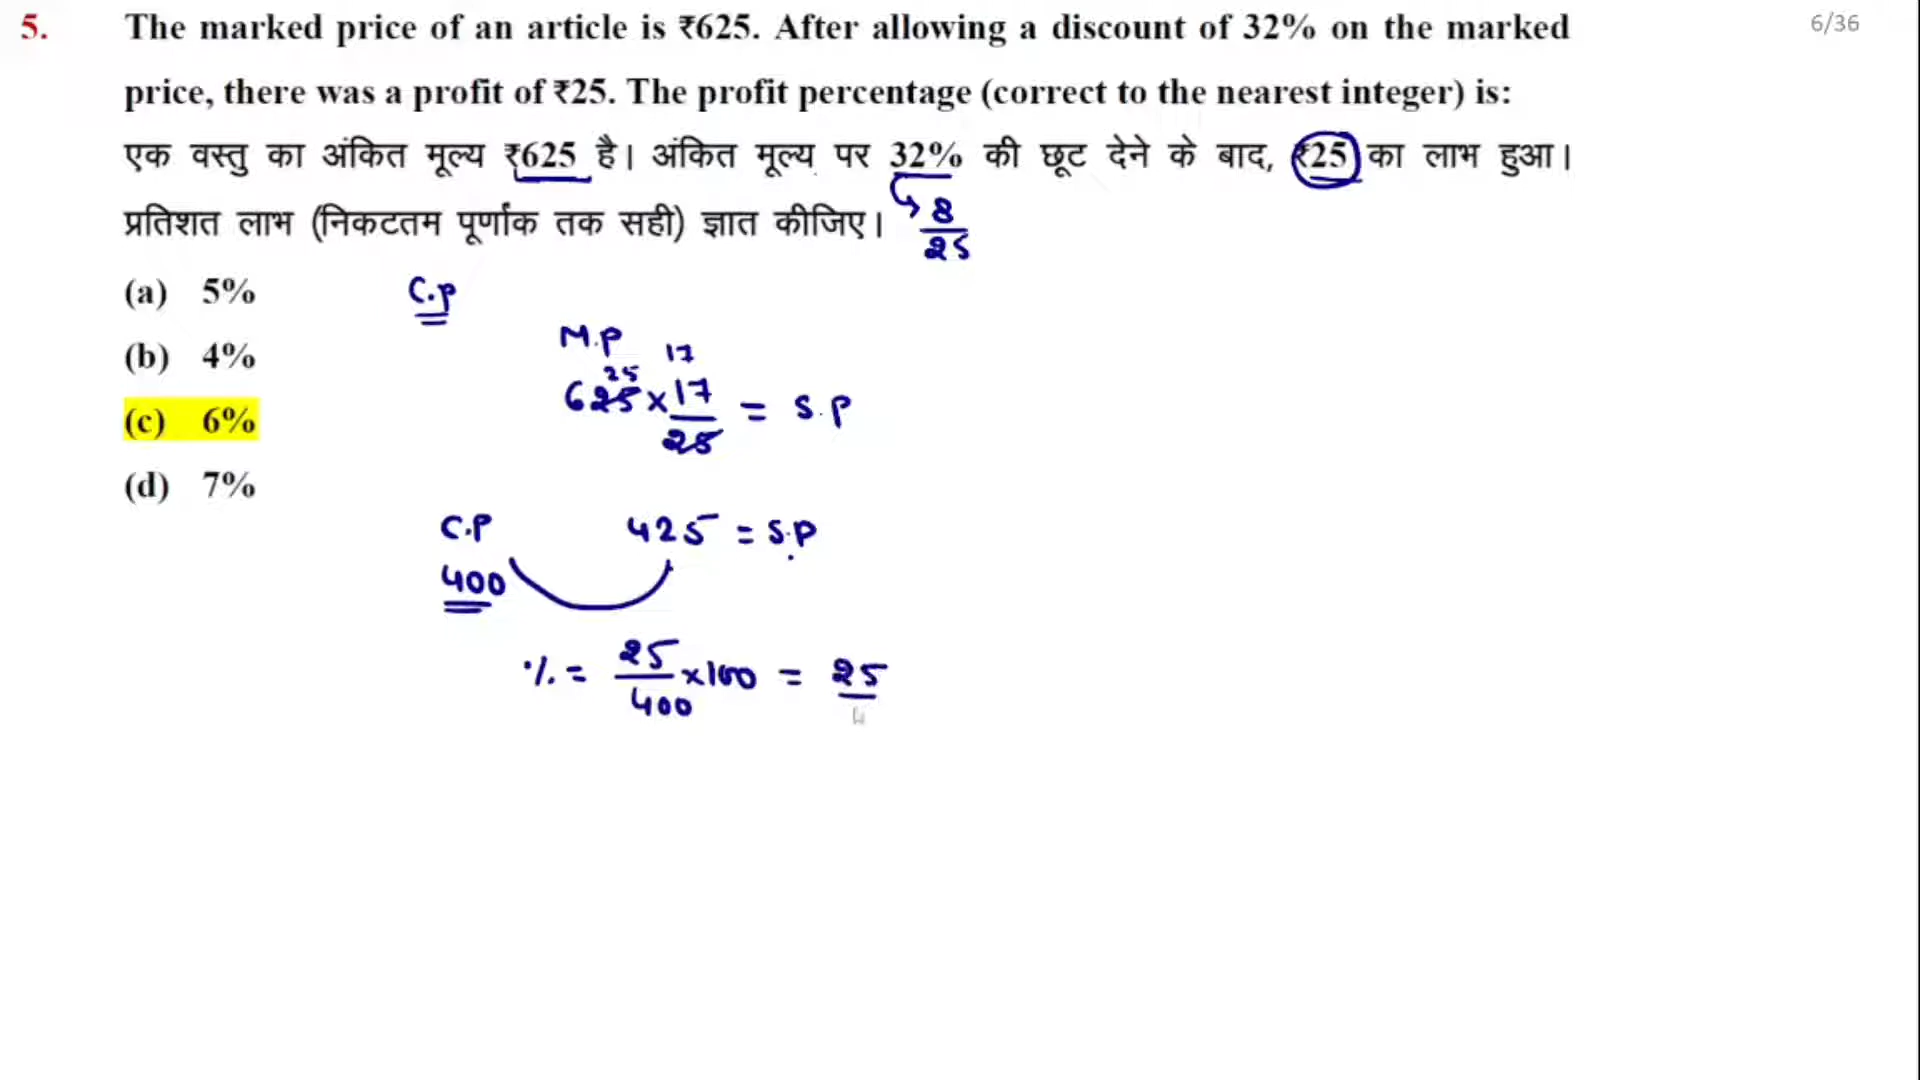 6/36
5. The marked price of an article is ₹625. After allowing a discount of 32% on the marked
price, there was a profit of ₹25. The profit percentage (correct to the nearest integer) is:
एक वस्तु का अंकित मूल्य ₹625 है। अंकित मूल्य पर 32% की छूट देने के बाद, ₹25 का लाभ हुआ।
प्रतिशत लाभ (निकटतम पूर्णांक तक सही) ज्ञात कीजिए।
8
25
(a) 5%
C.P
(b) 4%
M.P
25 17
625 × 17/25 = S.P
(c) 6%
(d) 7%
C.P 425 = S.P
400
% = 25/400 × 100 = 25